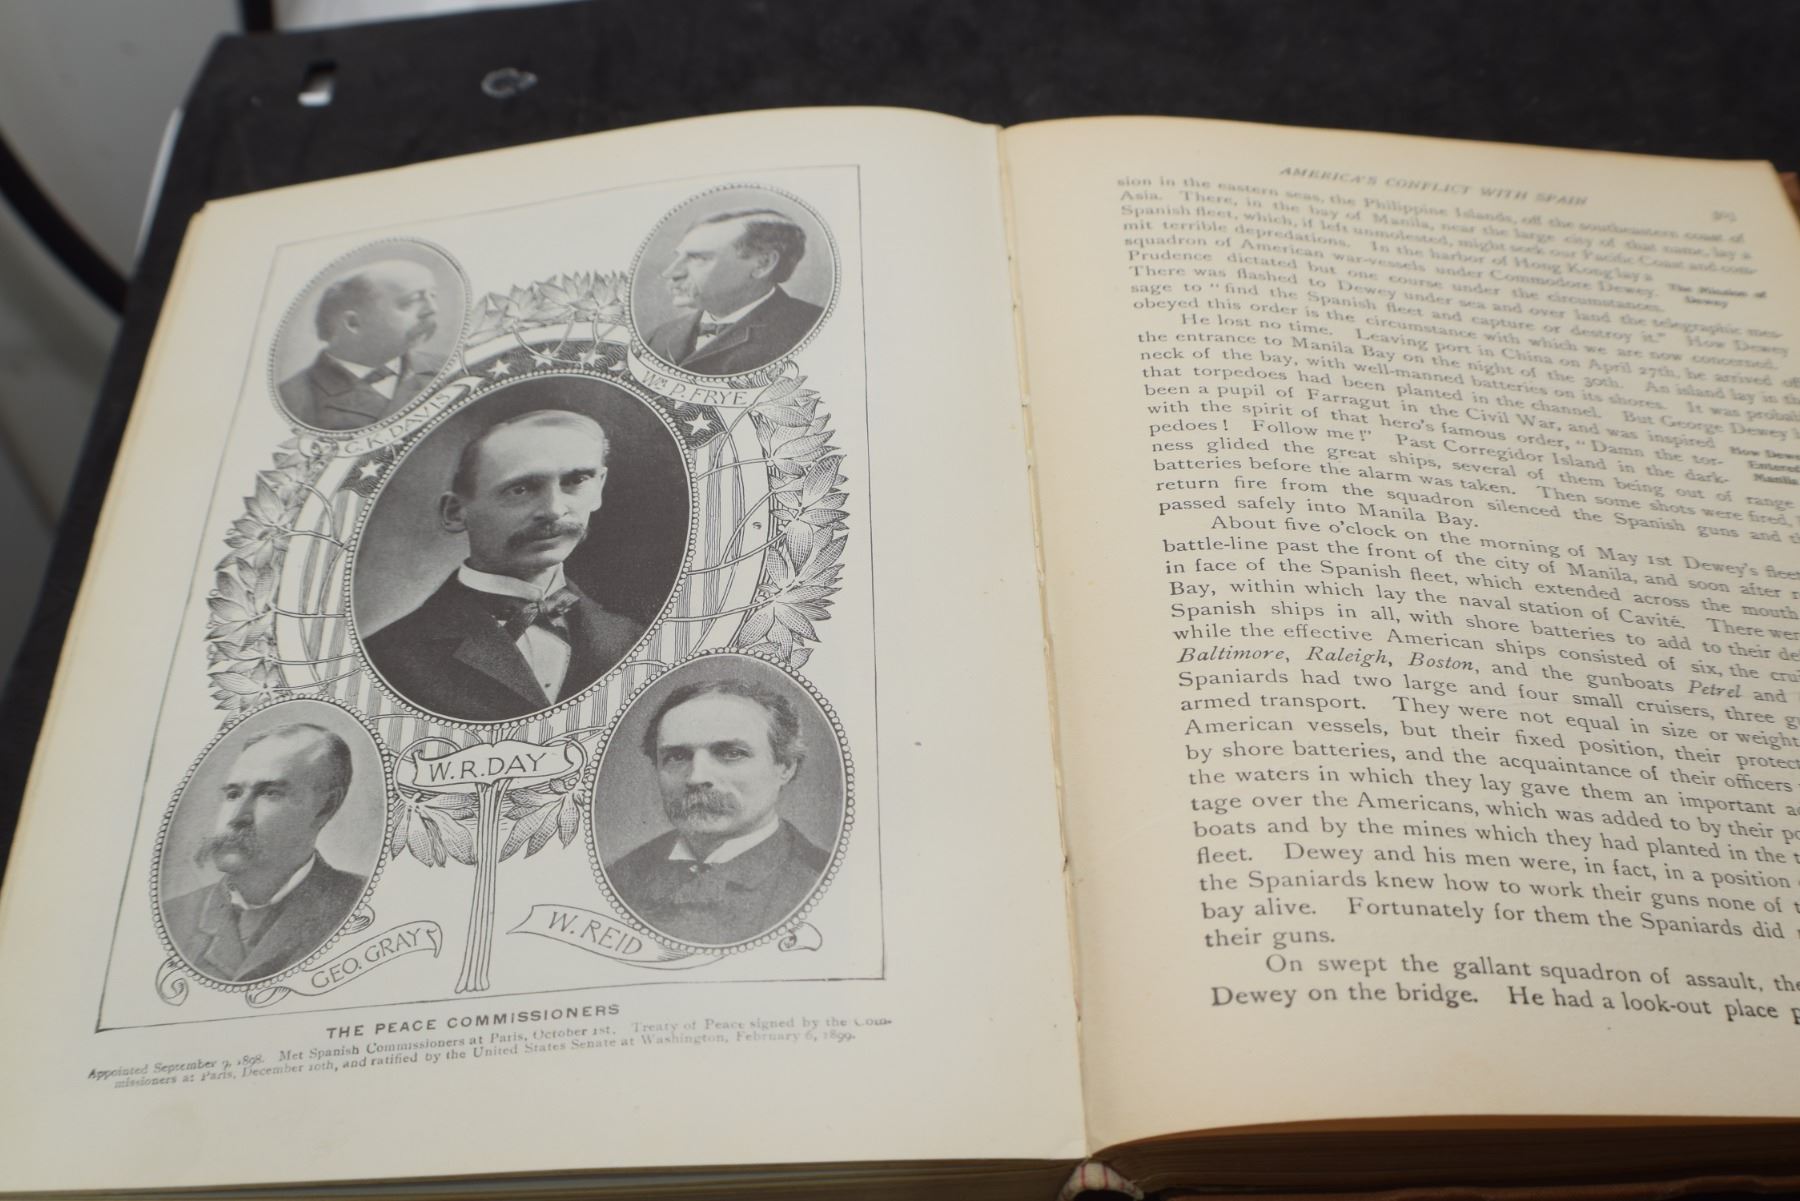 C. K. DAVIS
WM P. FRYE
W. R. DAY
GEO. GRAY
W. REID
THE PEACE COMMISSIONERS
Appointed September 9, 1898. Met Spanish Commissioners at Paris, October 1st. Treaty of Peace signed by the Com-
missioners at Paris, December 10th, and ratified by the United States Senate at Washington, February 6, 1899.
AMERICA'S CONFLICT WITH SPAIN
sion in the eastern seas, the Philippine Islands, off the southeastern coast of
Asia. There, in the bay of Manila, near the large city of that name, lay a
Spanish fleet, which, if left unmolested, might seek our Pacific Coast and com-
mit terrible depredations. In the harbor of Hong Kong lay a
squadron of American war-vessels under Commodore Dewey.
The Mission of
Dewey
Prudence dictated but one course under the circumstances.
There was flashed to Dewey under sea and over land the telegraphic mes-
sage to "find the Spanish fleet and capture or destroy it." How Dewey
obeyed this order is the circumstance with which we are now concerned.
He lost no time. Leaving port in China on April 27th, he arrived off
the entrance to Manila Bay on the night of the 30th. An island lay in the
neck of the bay, with well-manned batteries on its shores. It was probab
that torpedoes had been planted in the channel. But George Dewey
been a pupil of Farragut in the Civil War, and was inspired
with the spirit of that hero's famous order, "Damn the tor-
How Dewe
Entered
Manila
pedoes! Follow me!" Past Corregidor Island in the dark-
ness glided the great ships, several of them being out of range
batteries before the alarm was taken. Then some shots were fired,
return fire from the squadron silenced the Spanish guns and th
passed safely into Manila Bay.
About five o'clock on the morning of May 1st Dewey's fleet
battle-line past the front of the city of Manila, and soon after r
in face of the Spanish fleet, which extended across the mouth
Bay, within which lay the naval station of Cavité. There wer
Spanish ships in all, with shore batteries to add to their de
while the effective American ships consisted of six, the cru
Baltimore, Raleigh, Boston, and the gunboats Petrel and
Spaniards had two large and four small cruisers, three g
armed transport. They were not equal in size or weight
American vessels, but their fixed position, their protect
by shore batteries, and the acquaintance of their officers
the waters in which they lay gave them an important a
tage over the Americans, which was added to by their po
boats and by the mines which they had planted in the
fleet. Dewey and his men were, in fact, in a position
the Spaniards knew how to work their guns none of
bay alive. Fortunately for them the Spaniards did
their guns.
On swept the gallant squadron of assault, the
Dewey on the bridge. He had a look-out place p